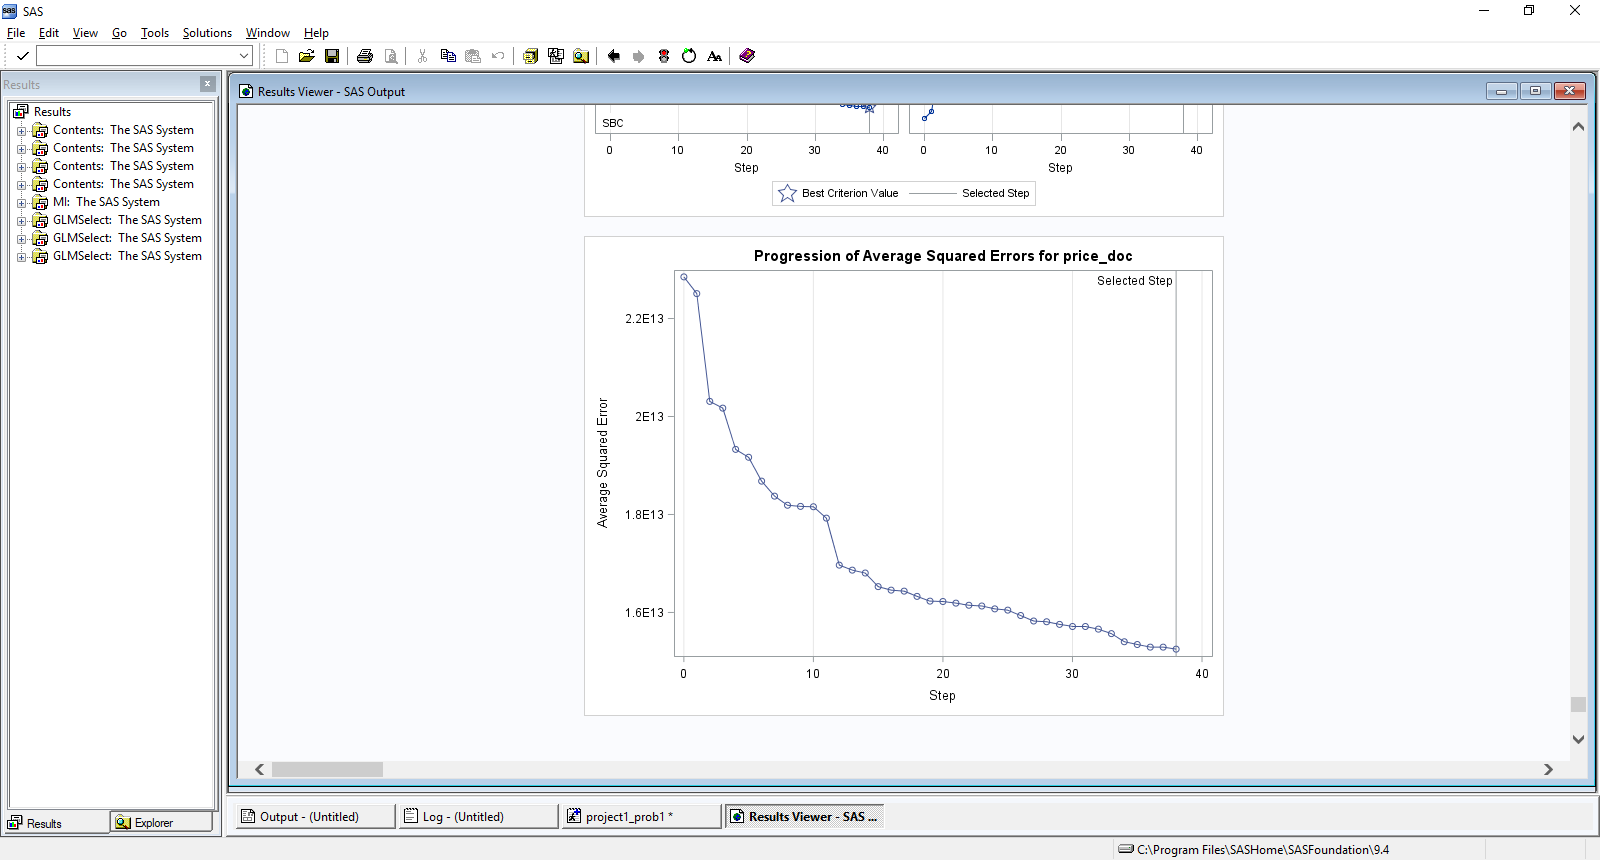 SAS
File Edit View Go Tools Solutions Window Help
Results
Results
Contents: The SAS System
Contents: The SAS System
Contents: The SAS System
Contents: The SAS System
MI: The SAS System
GLMSelect: The SAS System
GLMSelect: The SAS System
GLMSelect: The SAS System
Results Explorer
Results Viewer - SAS Output
SBC
0 10 20 30 40
Step
0 10 20 30 40
Step
Best Criterion Value Selected Step
Progression of Average Squared Errors for price_doc
Selected Step
Average Squared Error
2.2E13
2E13
1.8E13
1.6E13
0 10 20 30 40
Step
Output - (Untitled) Log - (Untitled) project1_prob1 * Results Viewer - SAS ...
C:\Program Files\SASHome\SASFoundation\9.4